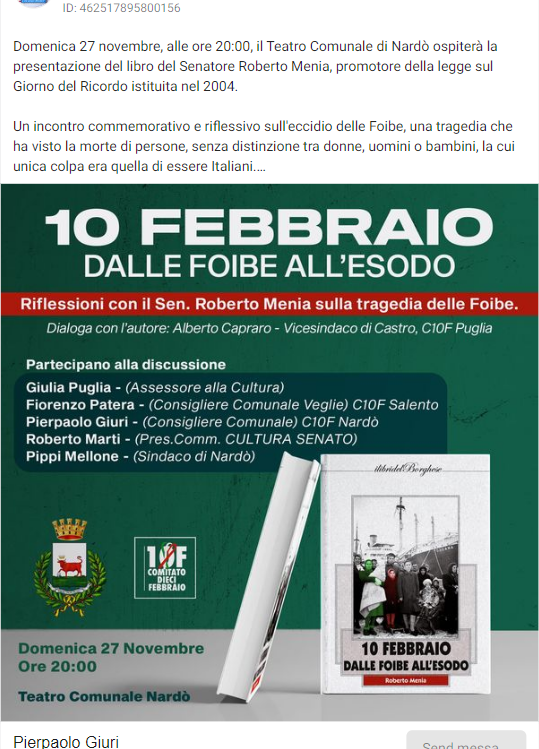 ID: 462517895800156
Domenica 27 novembre, alle ore 20:00, il Teatro Comunale di Nardò ospiterà la
presentazione del libro del Senatore Roberto Menia, promotore della legge sul
Giorno del Ricordo istituita nel 2004.
Un incontro commemorativo e riflessivo sull'eccidio delle Foibe, una tragedia che
ha visto la morte di persone, senza distinzione tra donne, uomini o bambini, la cui
unica colpa era quella di essere Italiani....
10 FEBBRAIO
DALLE FOIBE ALL'ESODO
Riflessioni con il Sen. Roberto Menia sulla tragedia delle Foibe.
Dialoga con l'autore: Alberto Capraro - Vicesindaco di Castro, C10F Puglia
Partecipano alla discussione
Giulia Puglia - (Assessore alla Cultura)
Fiorenzo Patera - (Consigliere Comunale Veglie) C10F Salento
Pierpaolo Giuri - (Consigliere Comunale) C10F Nardò
Roberto Marti - (Pres.Comm. CULTURA SENATO)
Pippi Mellone - (Sindaco di Nardò)
ilibridelBorghese
10F
COMITATO
DIECI
FEBBRAIO
10 FEBBRAIO
DALLE FOIBE ALL'ESODO
Roberto Menia
Domenica 27 Novembre
Ore 20:00
Teatro Comunale Nardò
Pierpaolo Giuri
Send messa...